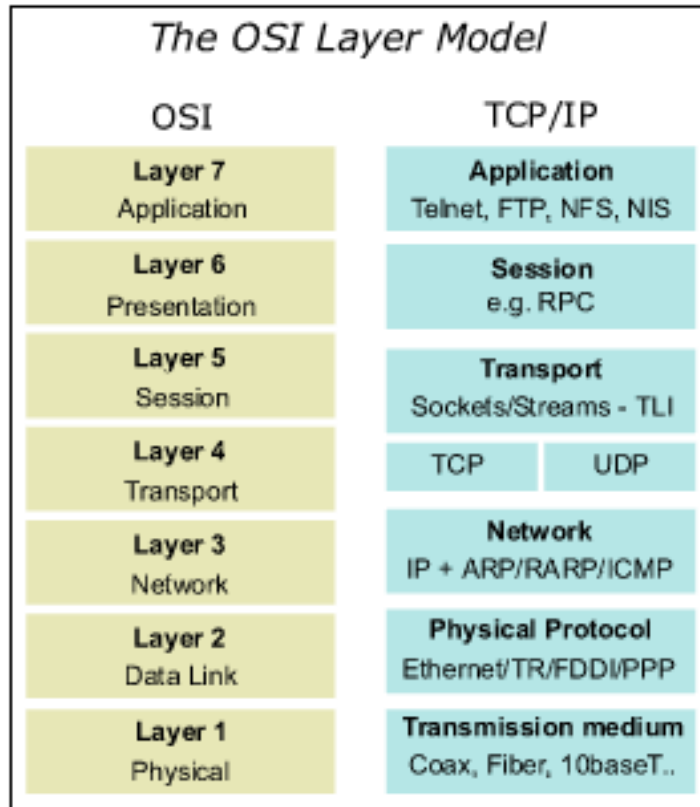 The OSI Layer Model
OSI
Layer 7
Application
Layer 6
Presentation
Layer 5
Session
Layer 4
Transport
Layer 3
Network
Layer 2
Data Link
Layer 1
Physical
TCP/IP
Application
Telnet, FTP, NFS, NIS
Session
e.g. RPC
Transport
Sockets/Streams - TLI
TCP
UDP
Network
IP + ARP/RARP/ICMP
Physical Protocol
Ethernet/TR/FDDI/PPP
Transmission medium
Coax, Fiber, 10baseT..